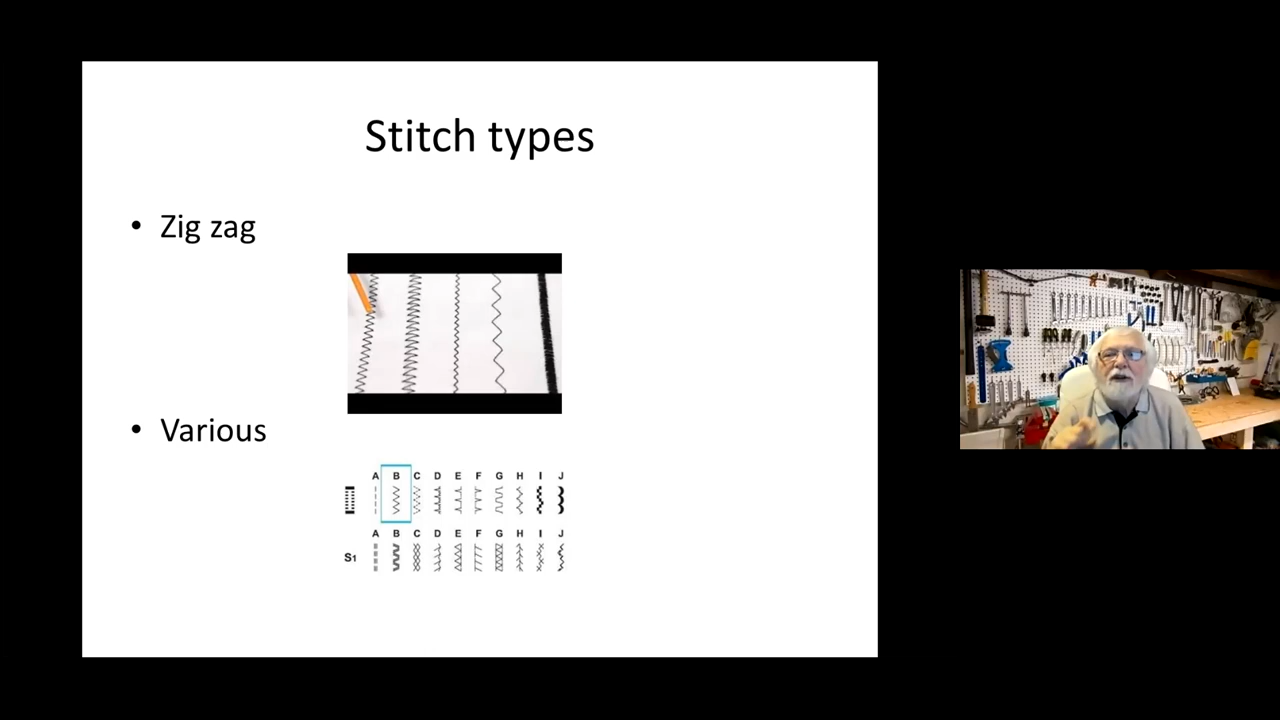 Stitch types
• Zig zag
• Various
A B C D E F G H I J
A B C D E F G H I J
S1